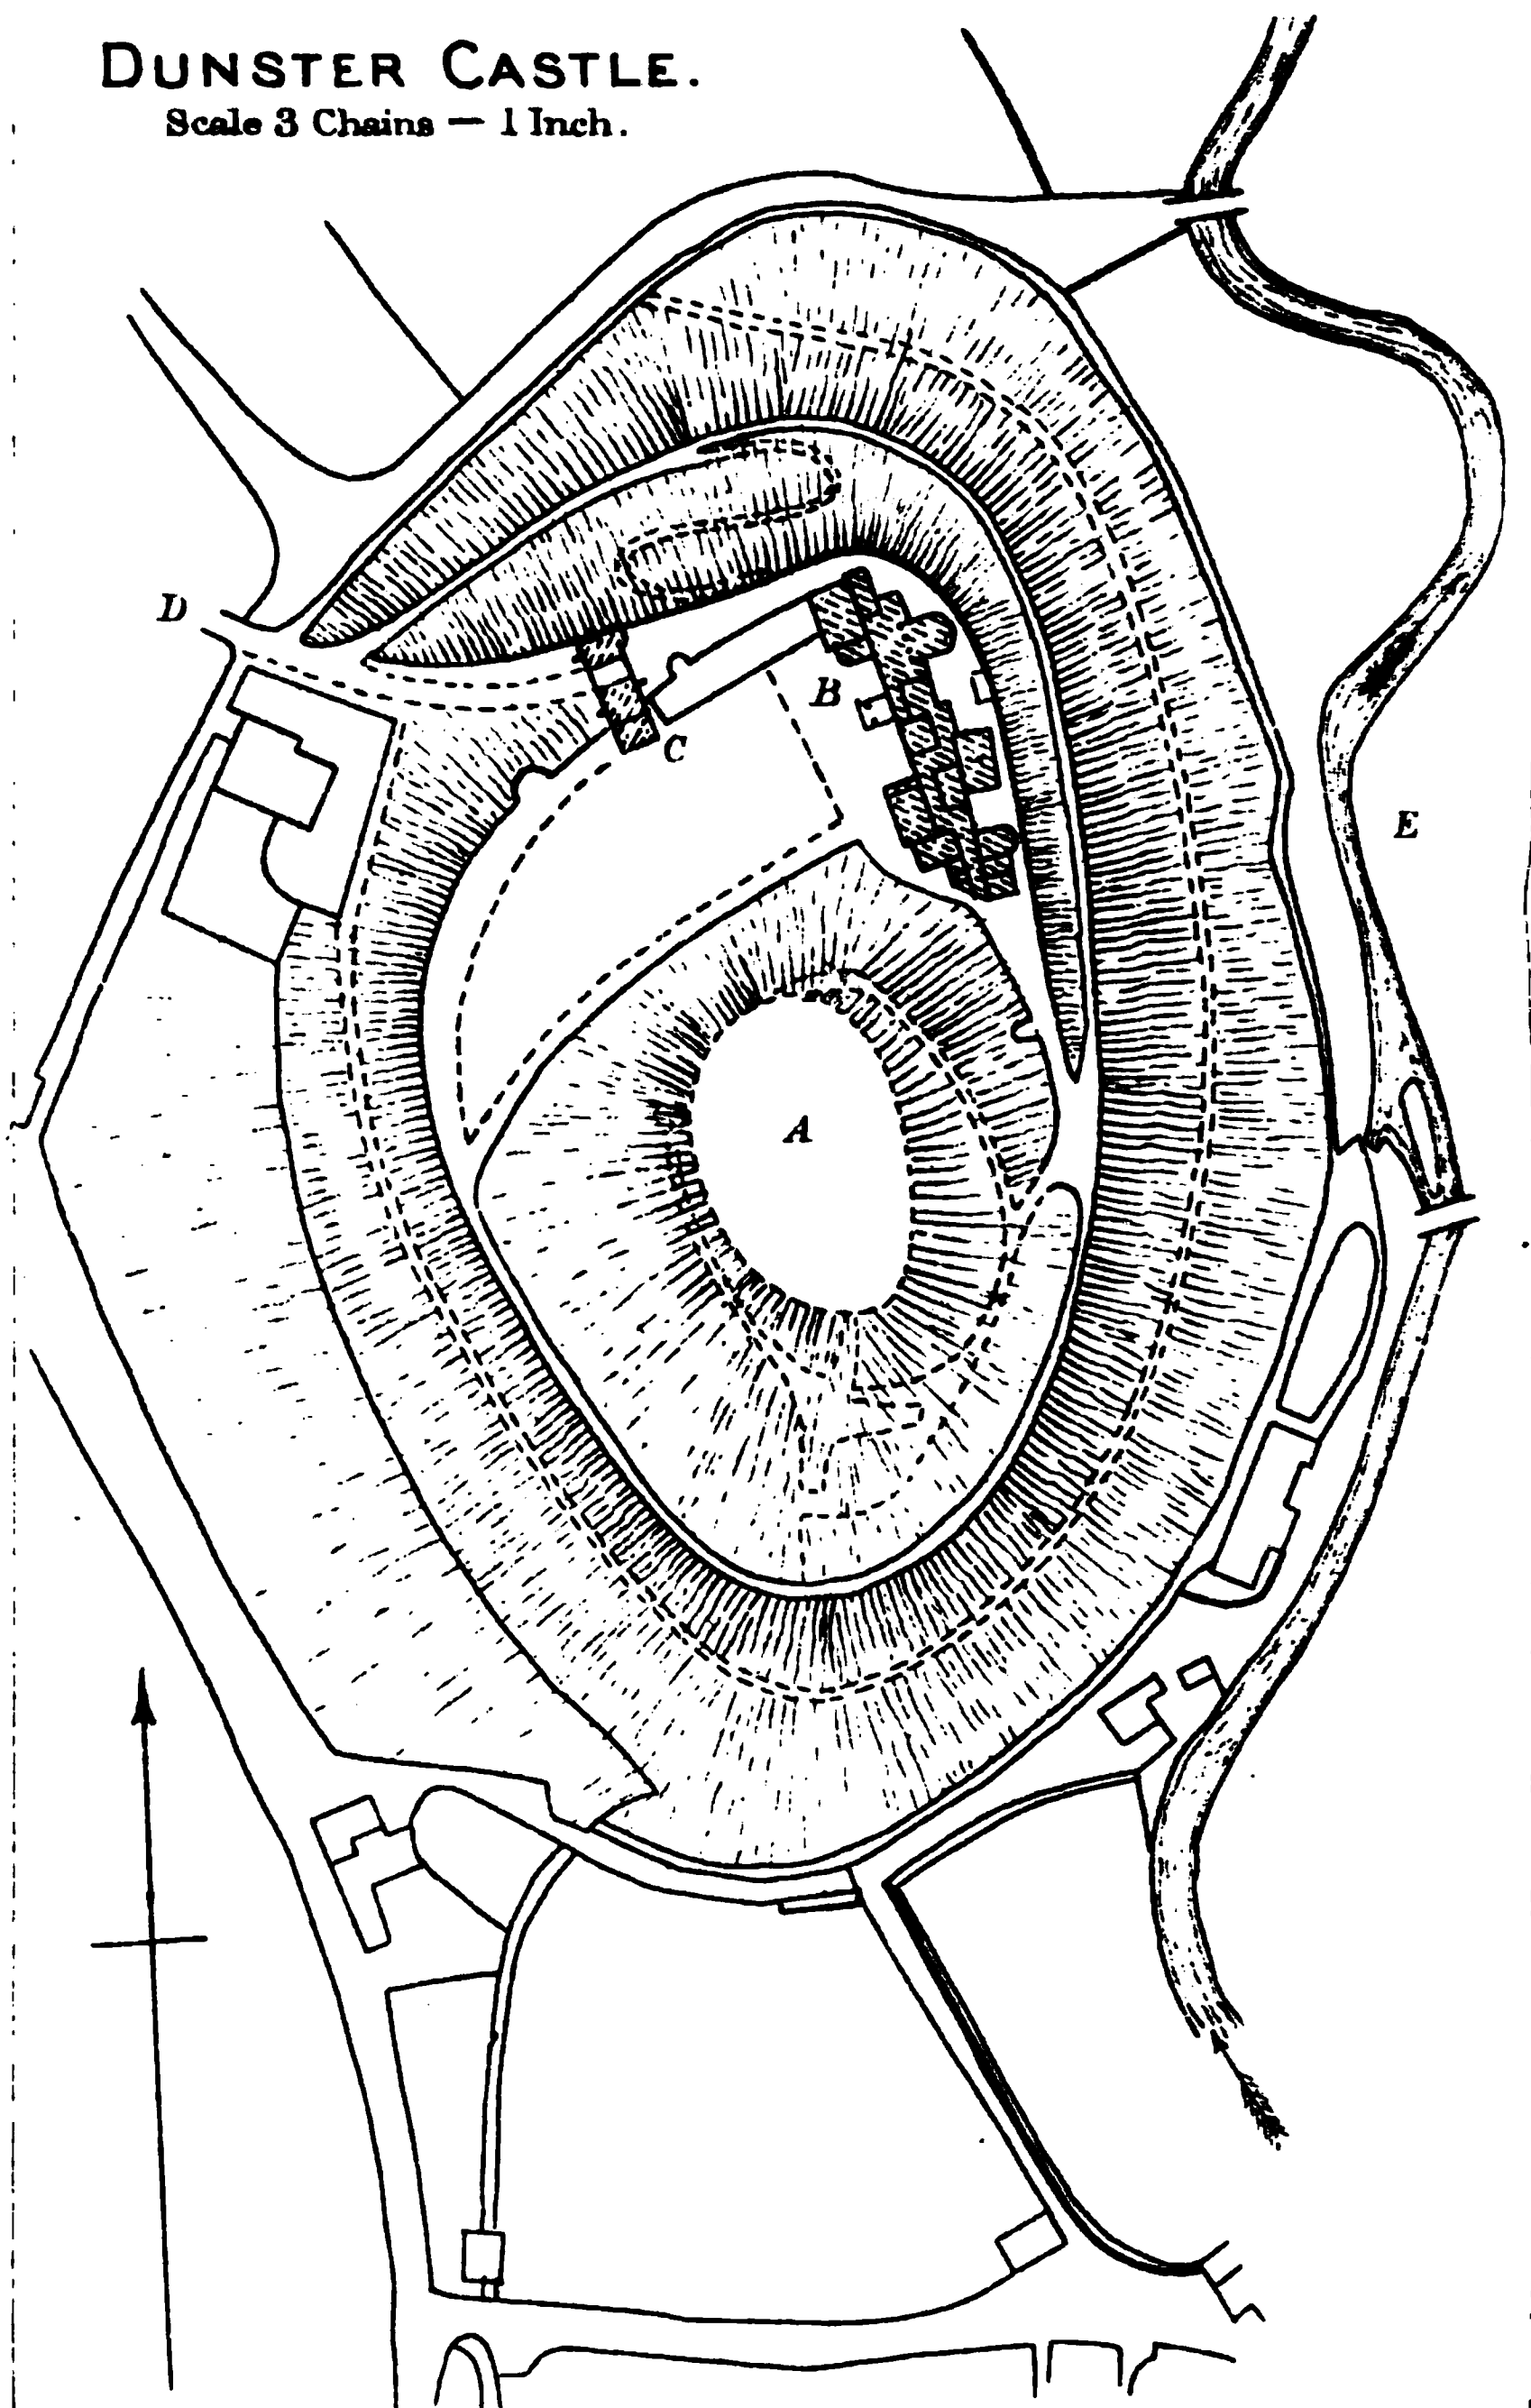 DUNSTER CASTLE.
Scale 3 Chains — 1 Inch.
D
B
C
E
A